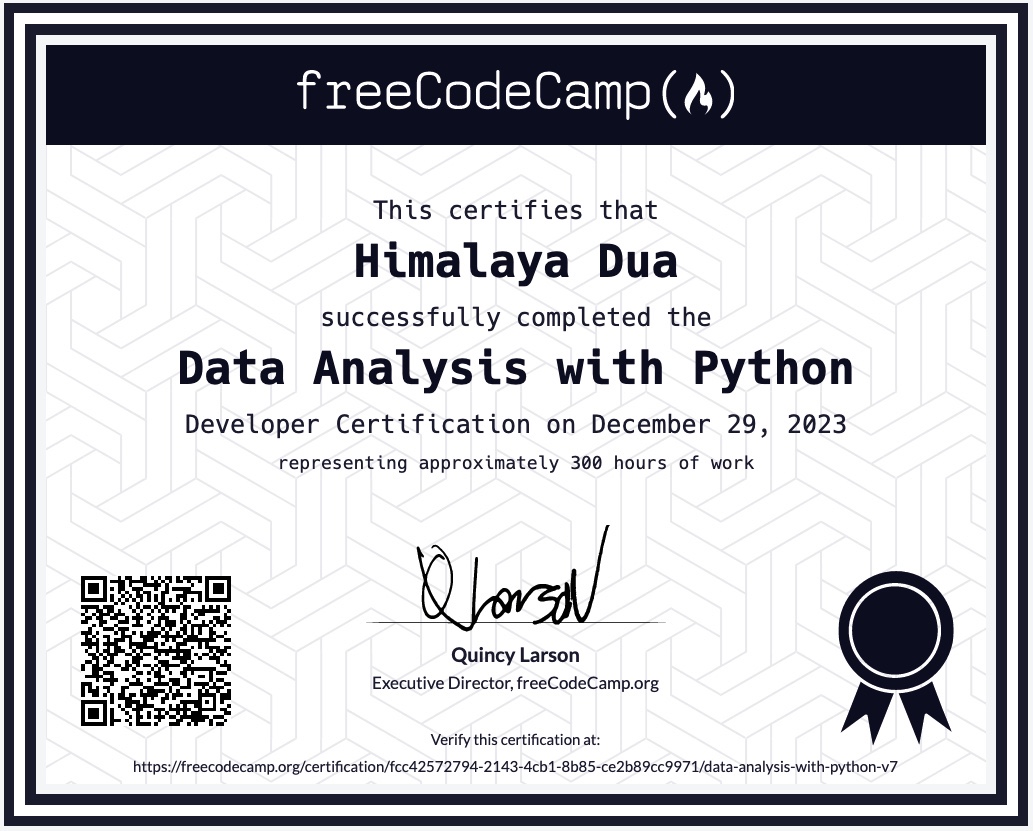 freeCodeCamp(🔥)
This certifies that
Himalaya Dua
successfully completed the
Data Analysis with Python
Developer Certification on December 29, 2023
representing approximately 300 hours of work
Q Larson
Quincy Larson
Executive Director, freeCodeCamp.org
Verify this certification at:
https://freecodecamp.org/certification/fcc42572794-2143-4cb1-8b85-ce2b89cc9971/data-analysis-with-python-v7